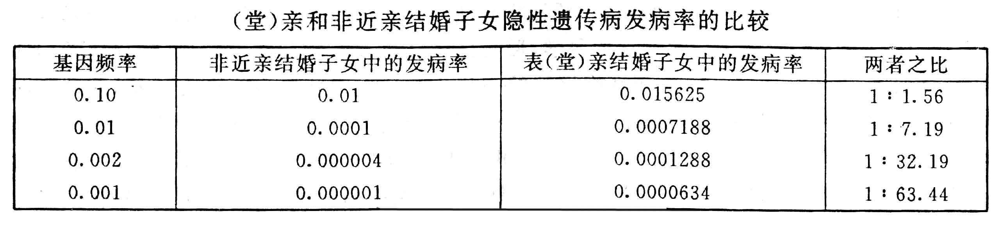 (堂)亲和非近亲结婚子女隐性遗传病发病率的比较
基因频率 非近亲结婚子女中的发病率 表(堂)亲结婚子女中的发病率 两者之比
0.10 0.01 0.015625 1:1.56
0.01 0.0001 0.0007188 1:7.19
0.002 0.000004 0.0001288 1:32.19
0.001 0.000001 0.0000634 1:63.44